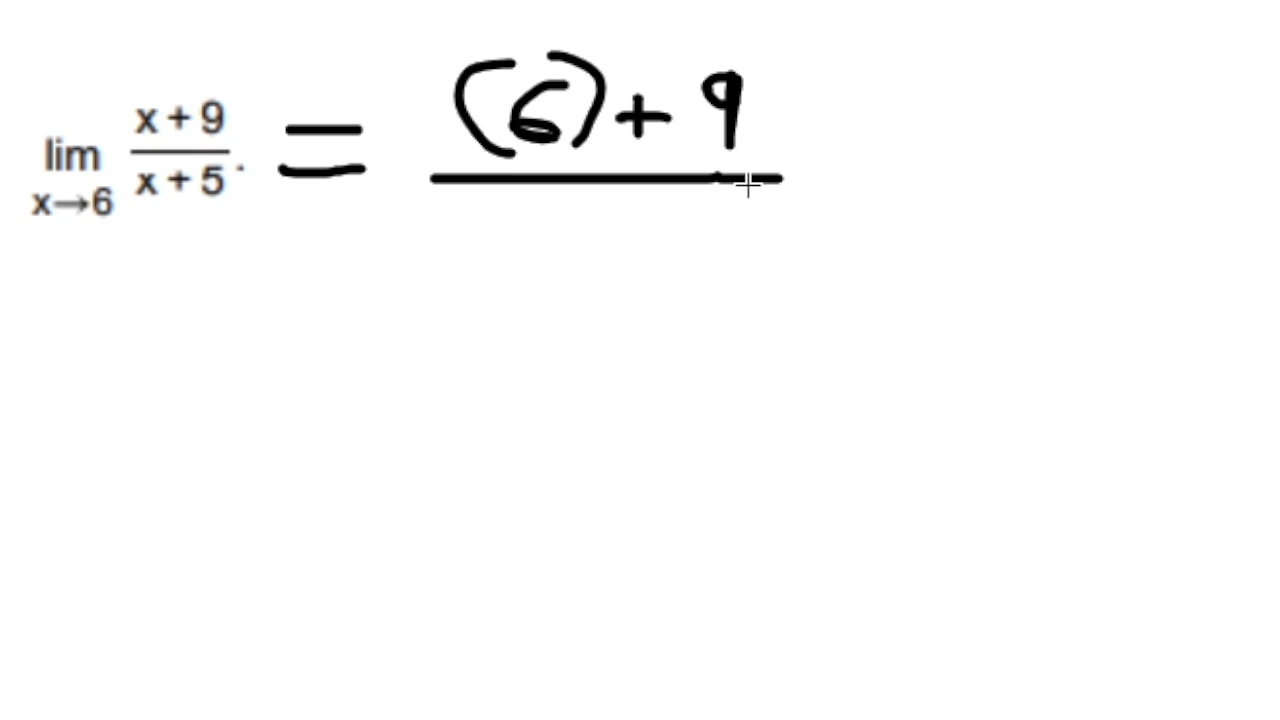 lim x→6 x + 9 / x + 5 . = (6) + 9